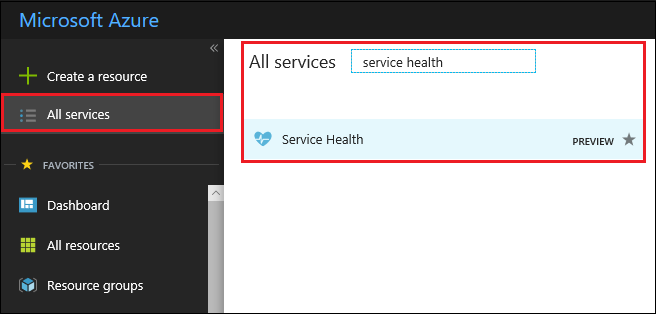 Microsoft Azure
«
Create a resource
All services
FAVORITES
Dashboard
All resources
Resource groups
All services service health
Service Health PREVIEW